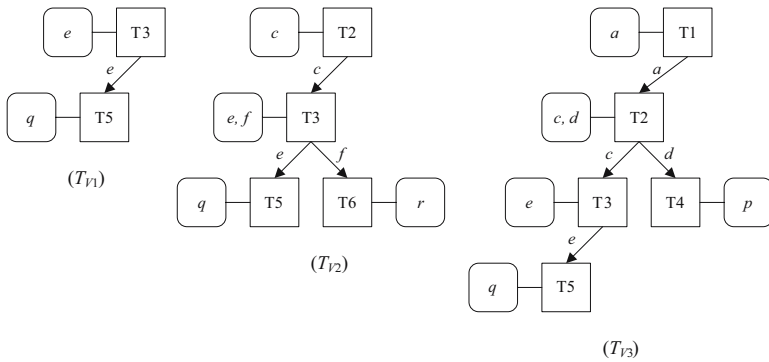 e T3
e
q T5
(TV1)
c T2
c
e, f T3
e f
q T5 T6 r
(TV2)
a T1
a
c, d T2
c d
e T3 T4 p
e
q T5
(TV3)